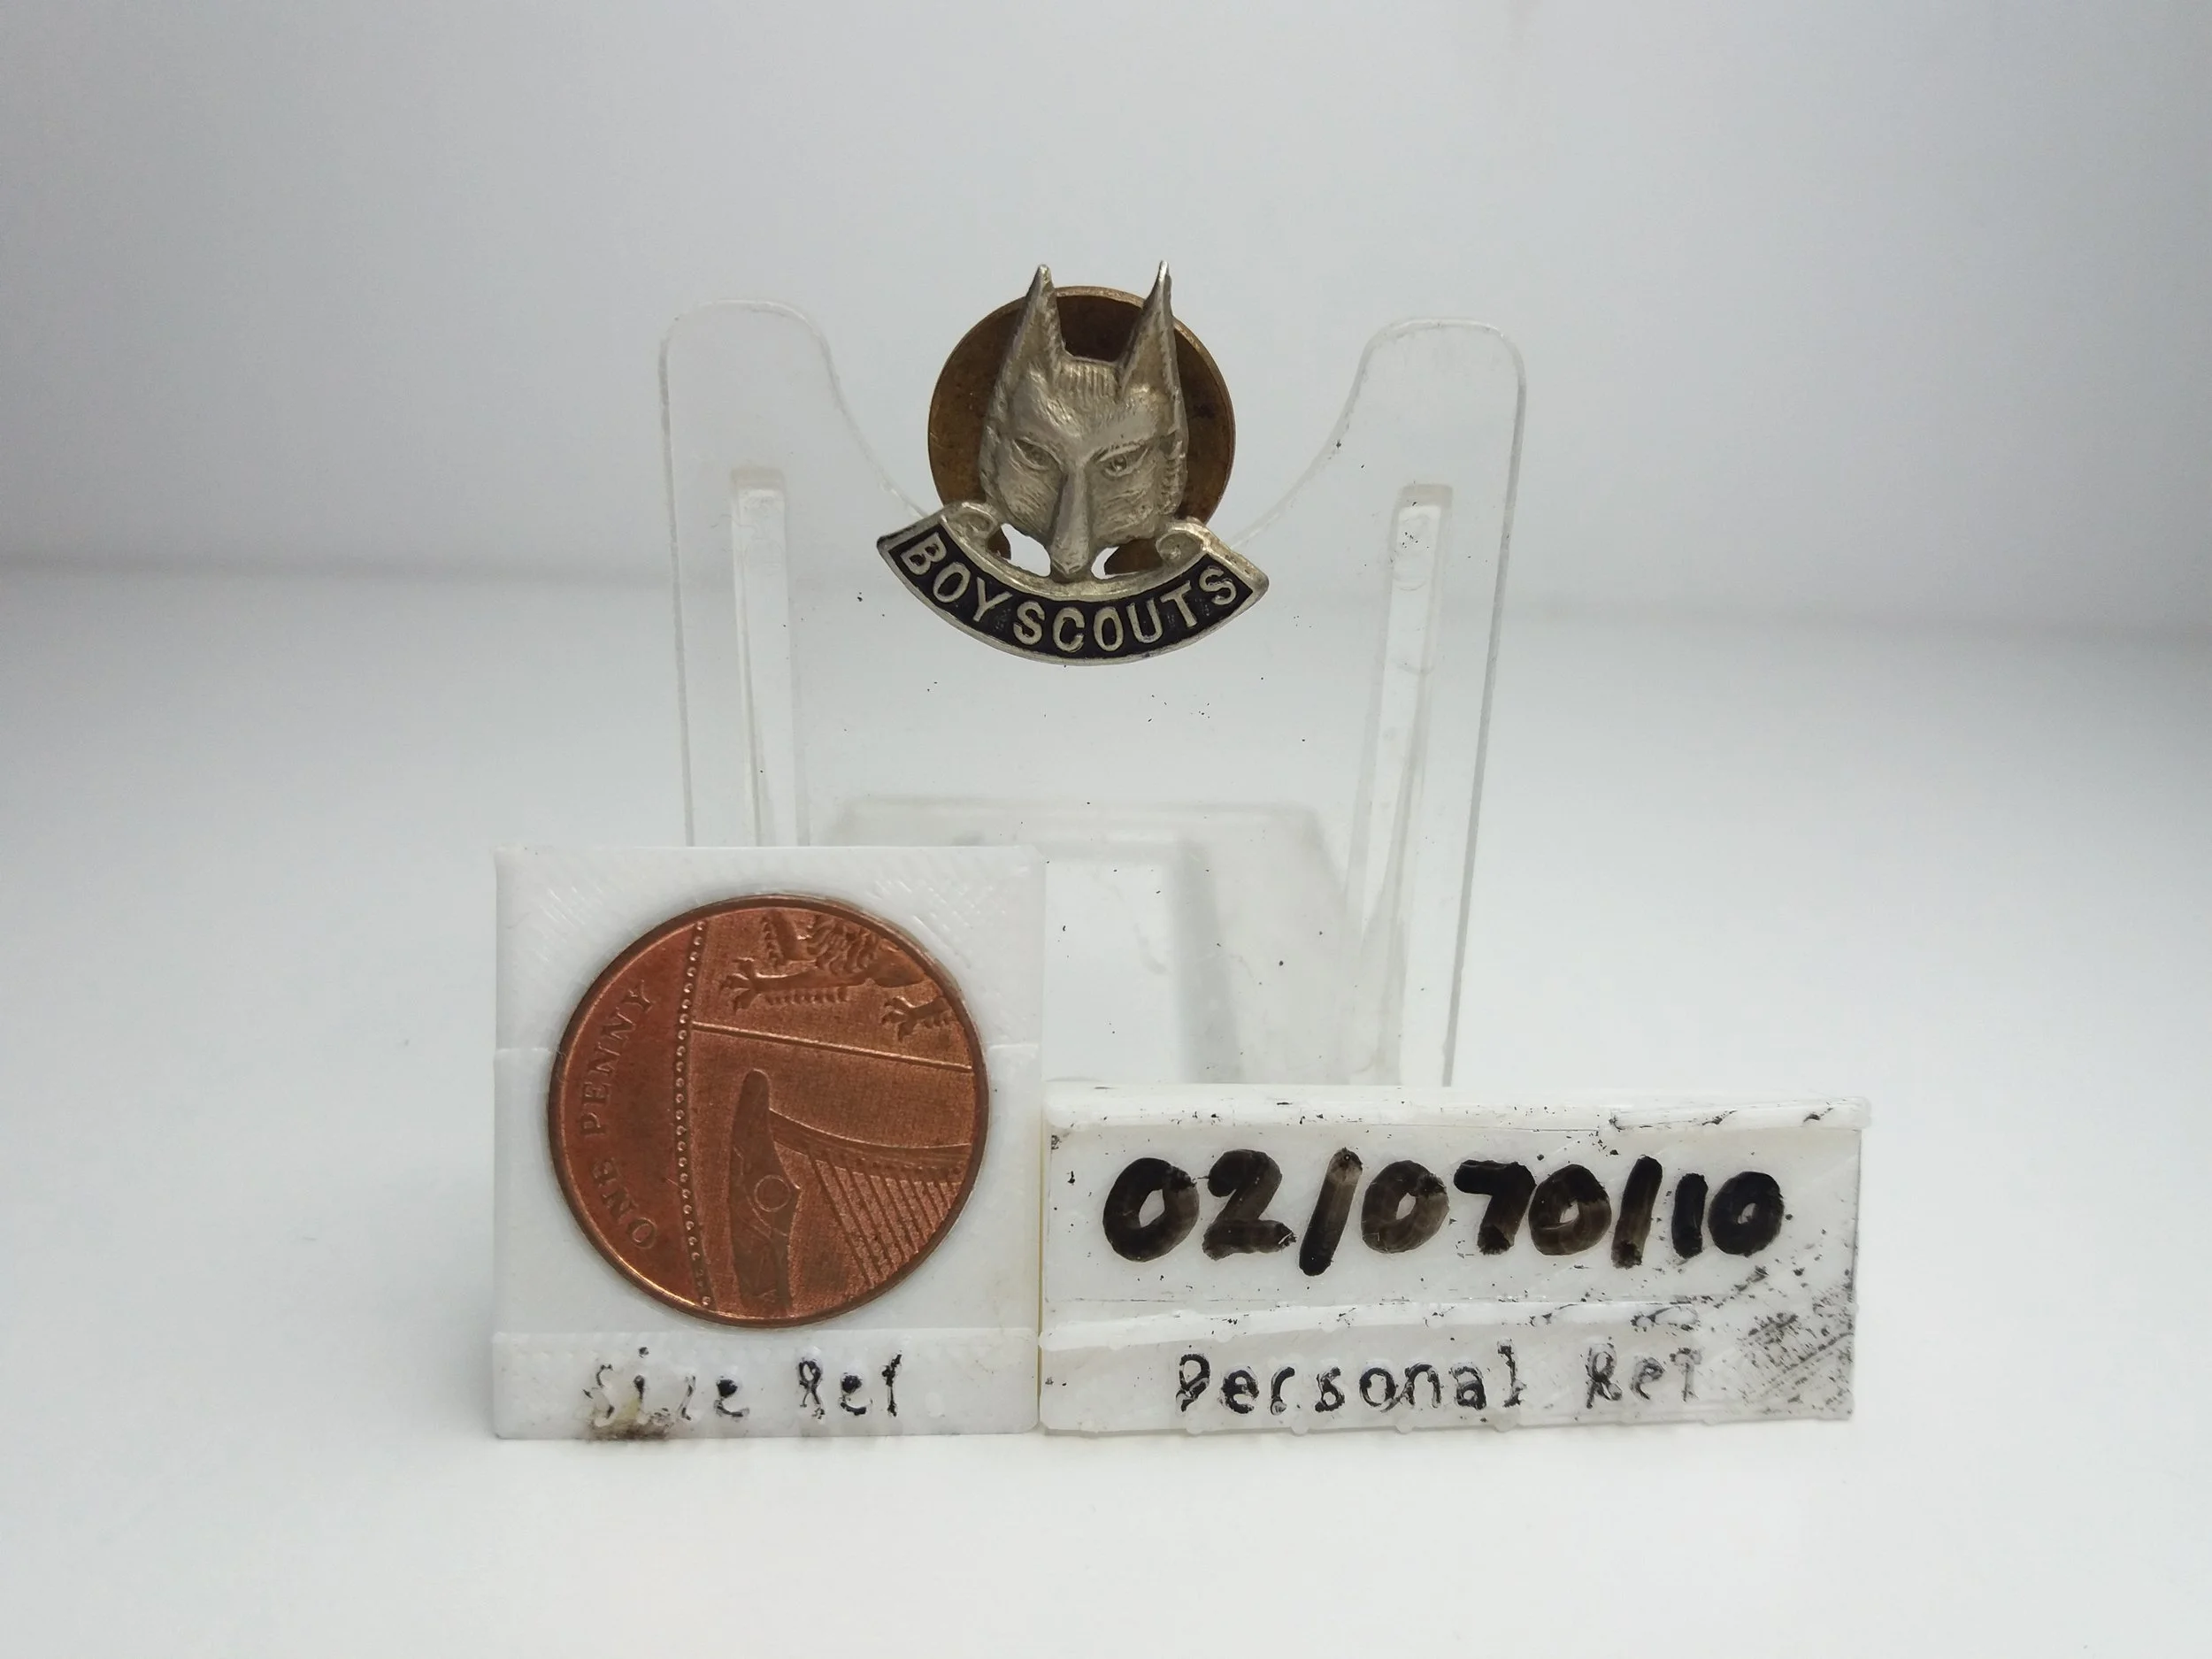 BOY SCOUTS
ONE PENNY
02/070/10
Size Ref
Personal Ref